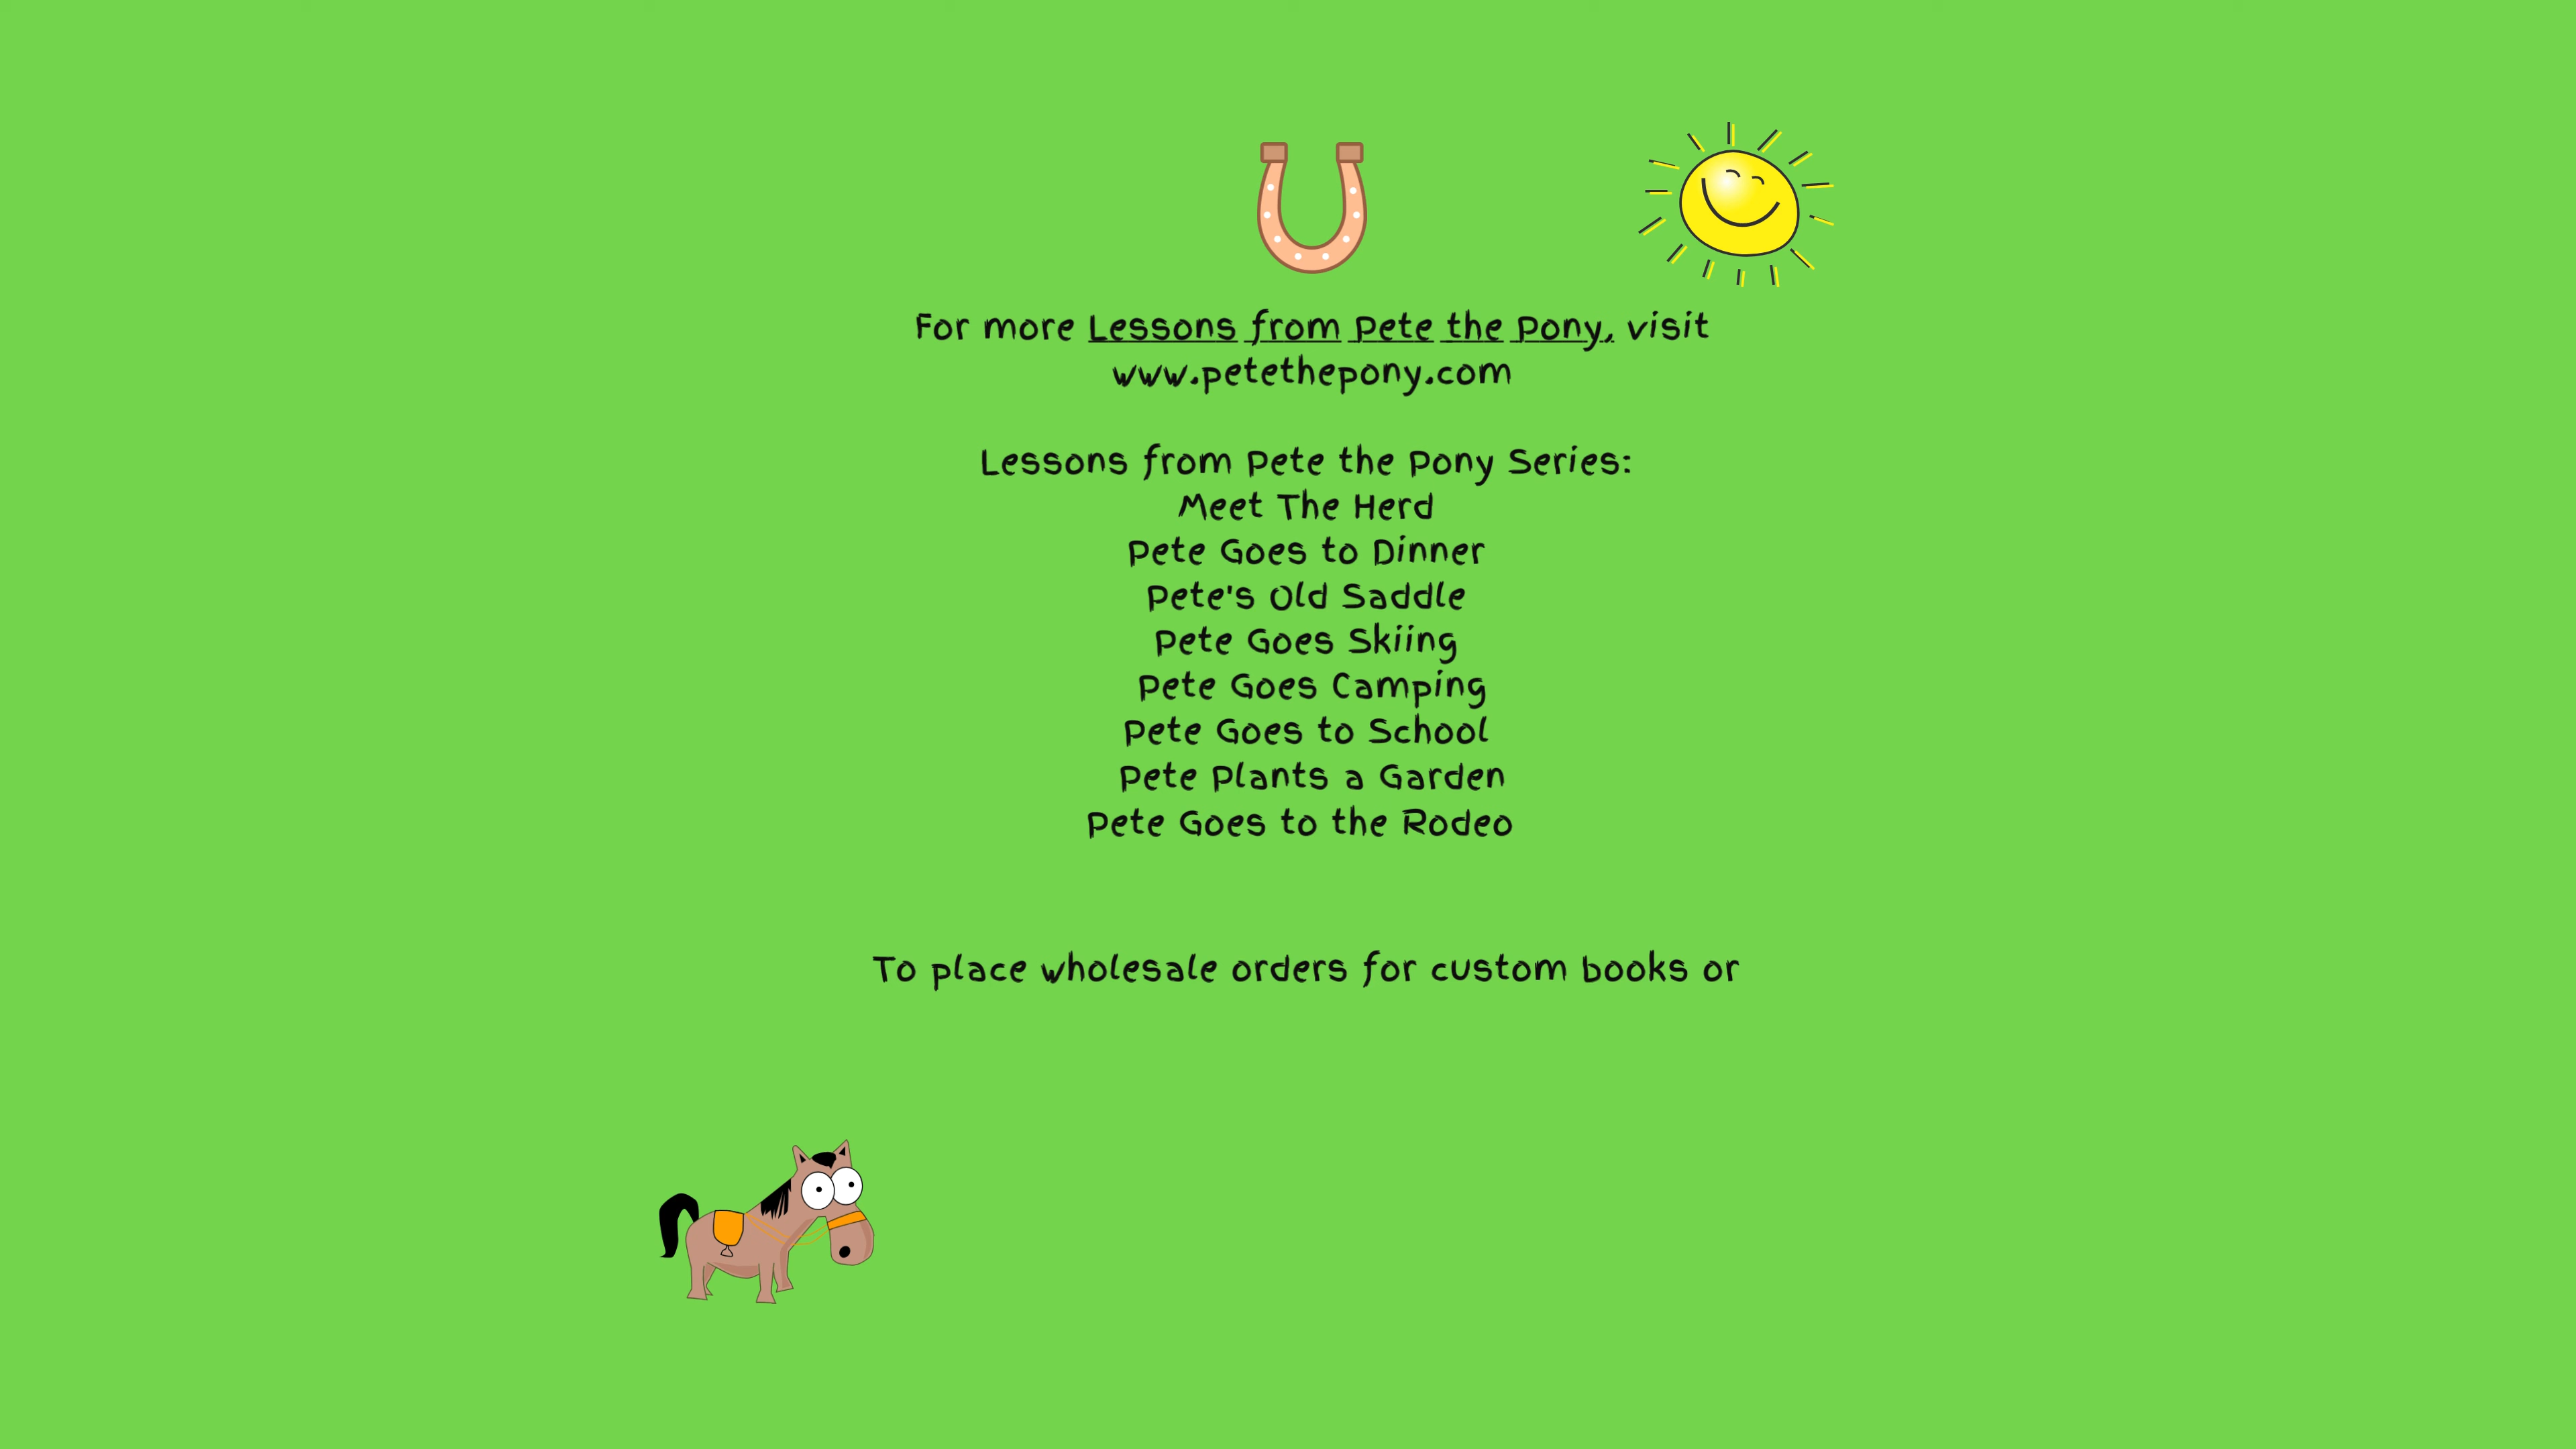 For more Lessons from Pete the Pony, visit
www.petethepony.com
Lessons from Pete the Pony Series:
Meet The Herd
Pete Goes to Dinner
Pete's Old Saddle
Pete Goes Skiing
Pete Goes Camping
Pete Goes to School
Pete Plants a Garden
Pete Goes to the Rodeo
To place wholesale orders for custom books or